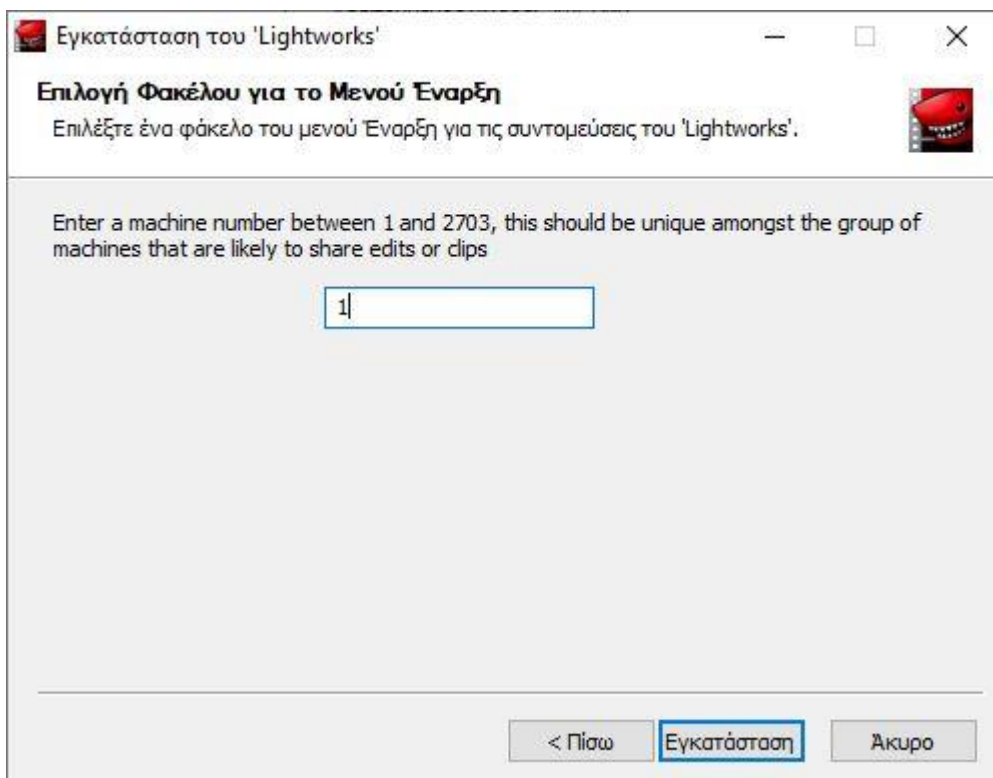 Εγκατάσταση του 'Lightworks'
Επιλογή Φακέλου για το Μενού Έναρξη
Επιλέξτε ένα φάκελο του μενού Έναρξη για τις συντομεύσεις του 'Lightworks'.
Enter a machine number between 1 and 2703, this should be unique amongst the group of
machines that are likely to share edits or clips
1
< Πίσω Εγκατάσταση Άκυρο